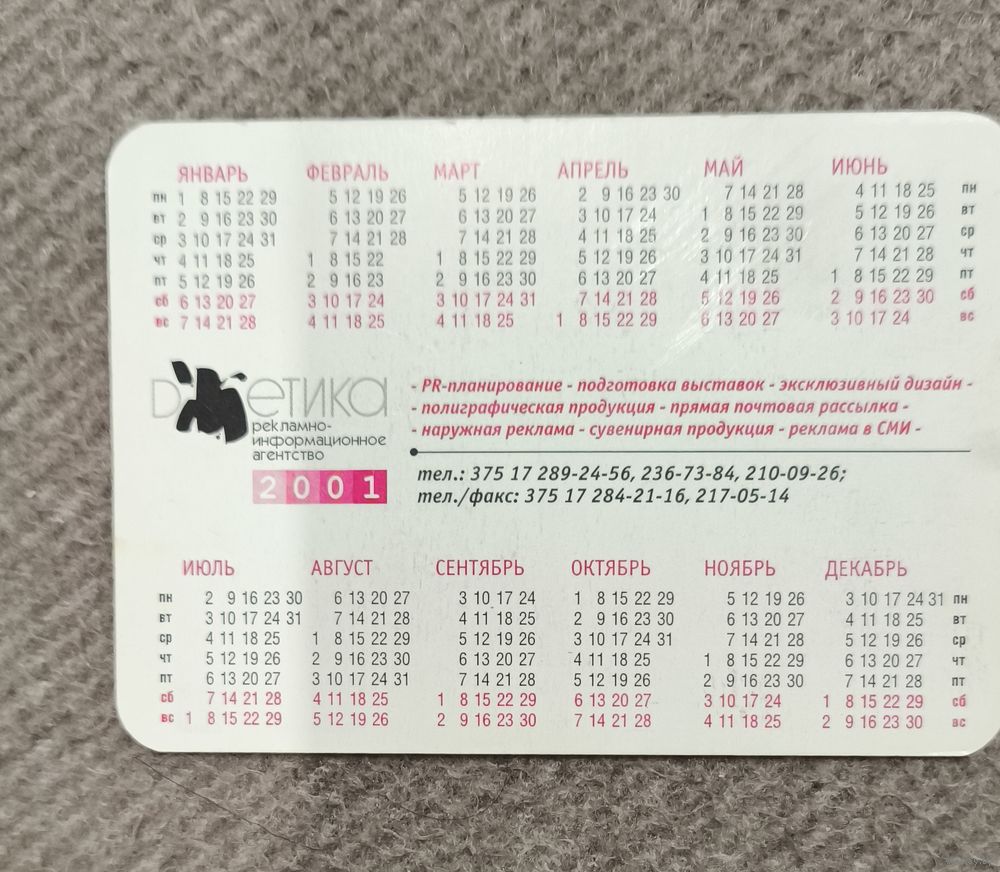 ЯНВАРЬ ФЕВРАЛЬ МАРТ АПРЕЛЬ МАЙ ИЮНЬ
пн 1 8 15 22 29 5 12 19 26 5 12 19 26 2 9 16 23 30 7 14 21 28 4 11 18 25 пн
вт 2 9 16 23 30 6 13 20 27 6 13 20 27 3 10 17 24 1 8 15 22 29 5 12 19 26 вт
ср 3 10 17 24 31 7 14 21 28 7 14 21 28 4 11 18 25 2 9 16 23 30 6 13 20 27 ср
чт 4 11 18 25 1 8 15 22 1 8 15 22 29 5 12 19 26 3 10 17 24 31 7 14 21 28 чт
пт 5 12 19 26 2 9 16 23 2 9 16 23 30 6 13 20 27 4 11 18 25 1 8 15 22 29 пт
сб 6 13 20 27 3 10 17 24 3 10 17 24 31 7 14 21 28 5 12 19 26 2 9 16 23 30 сб
вс 7 14 21 28 4 11 18 25 4 11 18 25 1 8 15 22 29 6 13 20 27 3 10 17 24 вс
етика
рекламно-
информационное
агентство
2001
- PR-планирование - подготовка выставок - эксклюзивный дизайн -
- полиграфическая продукция - прямая почтовая рассылка -
- наружная реклама - сувенирная продукция - реклама в СМИ -
тел.: 375 17 289-24-56, 236-73-84, 210-09-26;
тел./факс: 375 17 284-21-16, 217-05-14
ИЮЛЬ АВГУСТ СЕНТЯБРЬ ОКТЯБРЬ НОЯБРЬ ДЕКАБРЬ
пн 2 9 16 23 30 6 13 20 27 3 10 17 24 1 8 15 22 29 5 12 19 26 3 10 17 24 31 пн
вт 3 10 17 24 31 7 14 21 28 4 11 18 25 2 9 16 23 30 6 13 20 27 4 11 18 25 вт
ср 4 11 18 25 1 8 15 22 29 5 12 19 26 3 10 17 24 31 7 14 21 28 5 12 19 26 ср
чт 5 12 19 26 2 9 16 23 30 6 13 20 27 4 11 18 25 1 8 15 22 29 6 13 20 27 чт
пт 6 13 20 27 3 10 17 24 31 7 14 21 28 5 12 19 26 2 9 16 23 30 7 14 21 28 пт
сб 7 14 21 28 4 11 18 25 1 8 15 22 29 6 13 20 27 3 10 17 24 1 8 15 22 29 сб
вс 1 8 15 22 29 5 12 19 26 2 9 16 23 30 7 14 21 28 4 11 18 25 2 9 16 23 30 вс